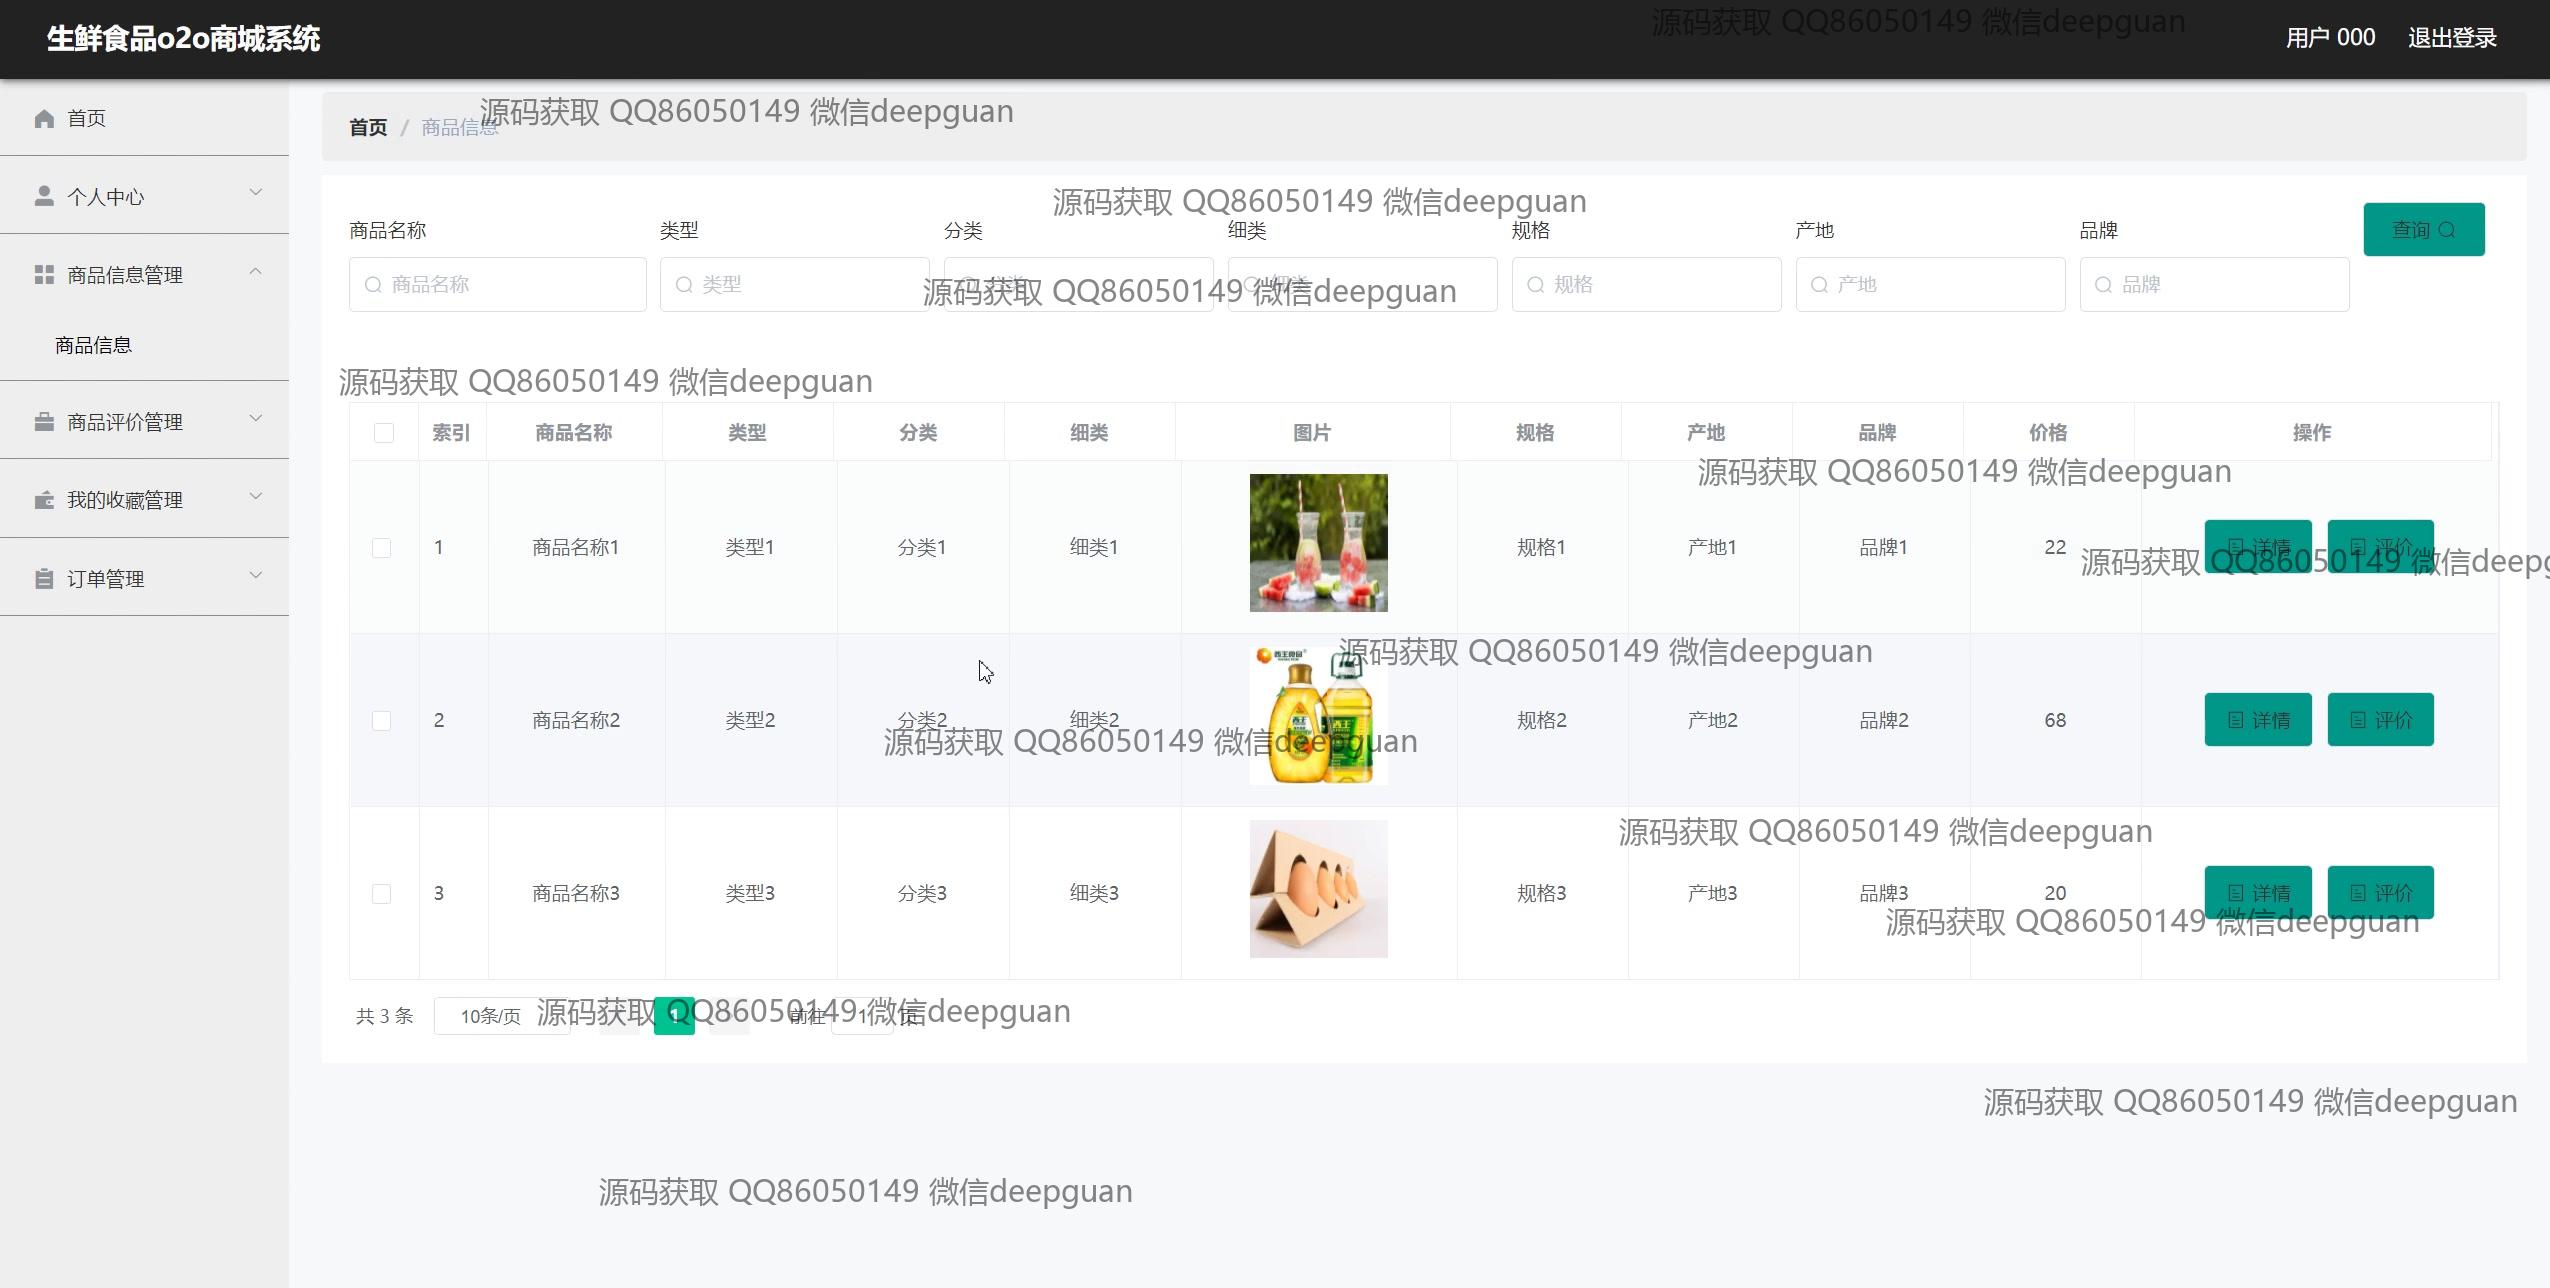 生鲜食品o2o商城系统
源码获取 QQ86050149 微信deepguan
用户 000 退出登录
首页
个人中心
商品信息管理
商品信息
商品评价管理
我的收藏管理
订单管理
首页 / 商品信息
源码获取 QQ86050149 微信deepguan
源码获取 QQ86050149 微信deepguan
商品名称 类型 分类 细类 规格 产地 品牌
查询
商品名称 类型 分类 细类 规格 产地 品牌
源码获取 QQ86050149 微信deepguan
源码获取 QQ86050149 微信deepguan
索引 商品名称 类型 分类 细类 图片 规格 产地 品牌 价格 操作
源码获取 QQ86050149 微信deepguan
1 商品名称1 类型1 分类1 细类1 规格1 产地1 品牌1 22 详情 评价
源码获取 QQ86050149 微信deepg
源码获取 QQ86050149 微信deepguan
西王食品
西王
西王
2 商品名称2 类型2 分类2 细类2 规格2 产地2 品牌2 68 详情 评价
源码获取 QQ86050149 微信deepguan
源码获取 QQ86050149 微信deepguan
3 商品名称3 类型3 分类3 细类3 规格3 产地3 品牌3 20 详情 评价
源码获取 QQ86050149 微信deepguan
共 3 条 10条/页 1 前往 1 页
源码获取 QQ86050149 微信deepguan
源码获取 QQ86050149 微信deepguan
源码获取 QQ86050149 微信deepguan